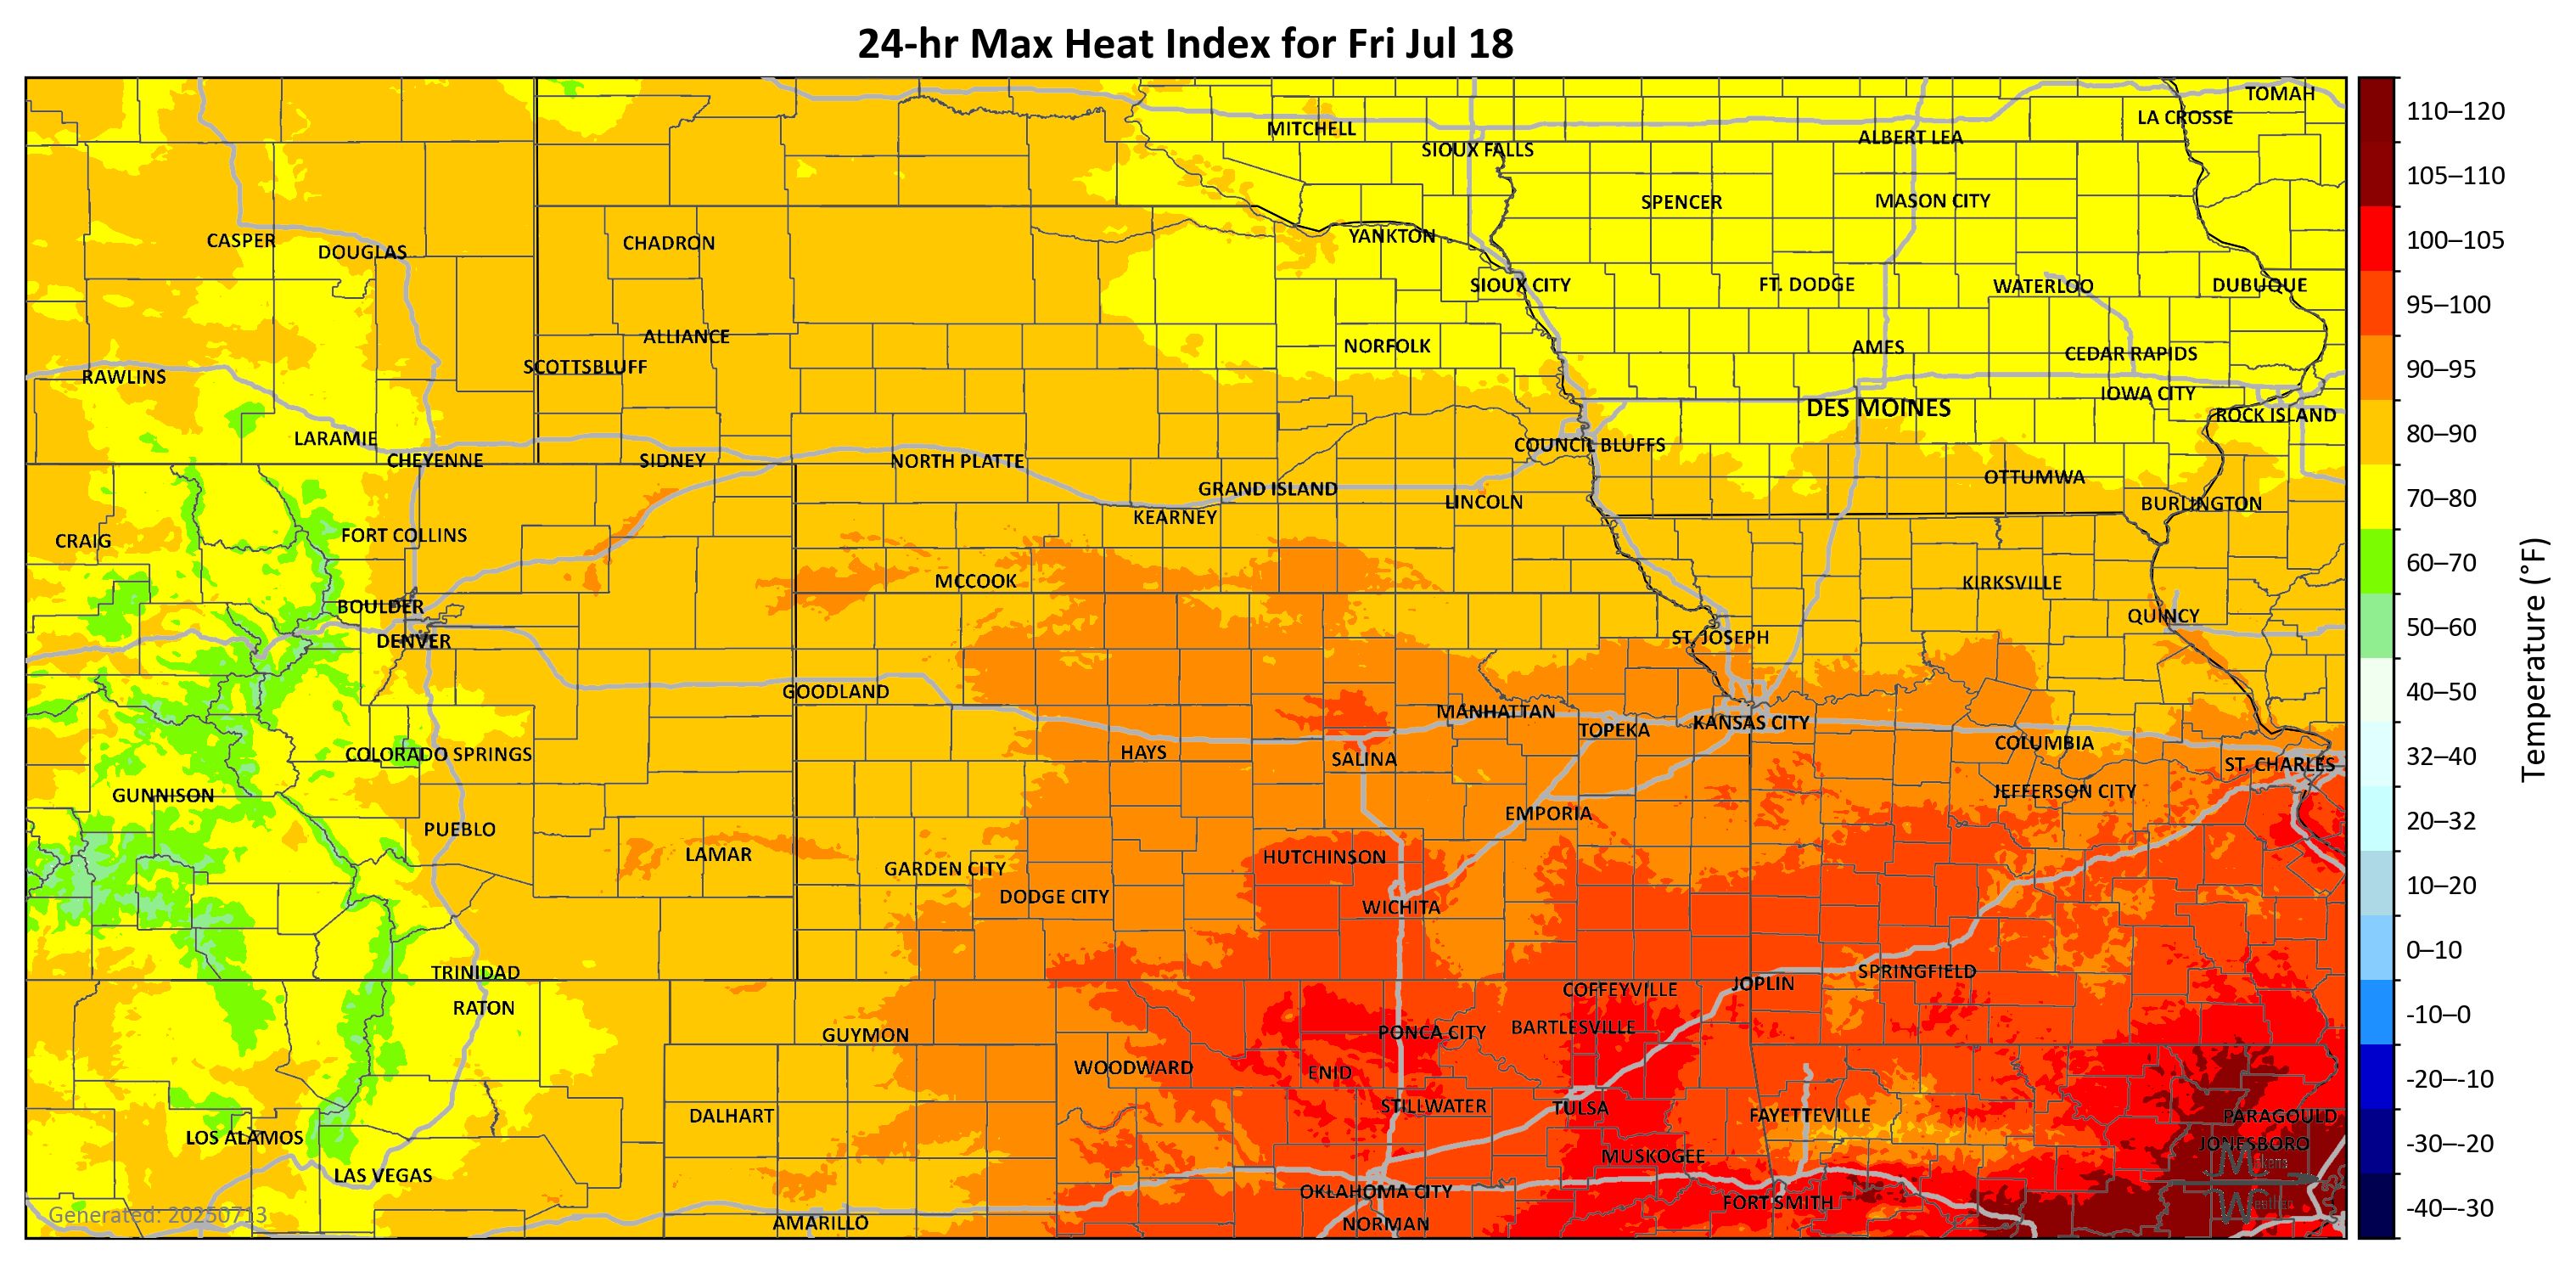 24-hr Max Heat Index for Fri Jul 18
TOMAH
LA CROSSE
MITCHELL
ALBERT LEA
SIOUX FALLS
SPENCER
MASON CITY
YANKTON
CASPER
CHADRON
DOUGLAS
SIOUX CITY
FT. DODGE
WATERLOO
DUBUQUE
ALLIANCE
NORFOLK
AMES
CEDAR RAPIDS
SCOTTSBLUFF
RAWLINS
IOWA CITY
DES MOINES
ROCK ISLAND
LARAMIE
COUNCIL BLUFFS
CHEYENNE
SIDNEY
NORTH PLATTE
OTTUMWA
GRAND ISLAND
LINCOLN
BURLINGTON
KEARNEY
FORT COLLINS
CRAIG
MCCOOK
KIRKSVILLE
BOULDER
QUINCY
DENVER
ST. JOSEPH
GOODLAND
MANHATTAN
KANSAS CITY
TOPEKA
COLUMBIA
HAYS
COLORADO SPRINGS
SALINA
ST. CHARLES
GUNNISON
JEFFERSON CITY
EMPORIA
PUEBLO
LAMAR
HUTCHINSON
GARDEN CITY
DODGE CITY
WICHITA
TRINIDAD
SPRINGFIELD
JOPLIN
COFFEYVILLE
RATON
BARTLESVILLE
PONCA CITY
GUYMON
WOODWARD
ENID
STILLWATER
TULSA
DALHART
FAYETTEVILLE
PARAGOULD
LOS ALAMOS
JONESBORO
MUSKOGEE
LAS VEGAS
OKLAHOMA CITY
FORT SMITH
AMARILLO
NORMAN
Generated: 20250713
Makens
Weather
110–120
105–110
100–105
95–100
90–95
80–90
70–80
60–70
50–60
40–50
32–40
20–32
10–20
0–10
-10–0
-20–-10
-30–-20
-40–-30
Temperature (°F)